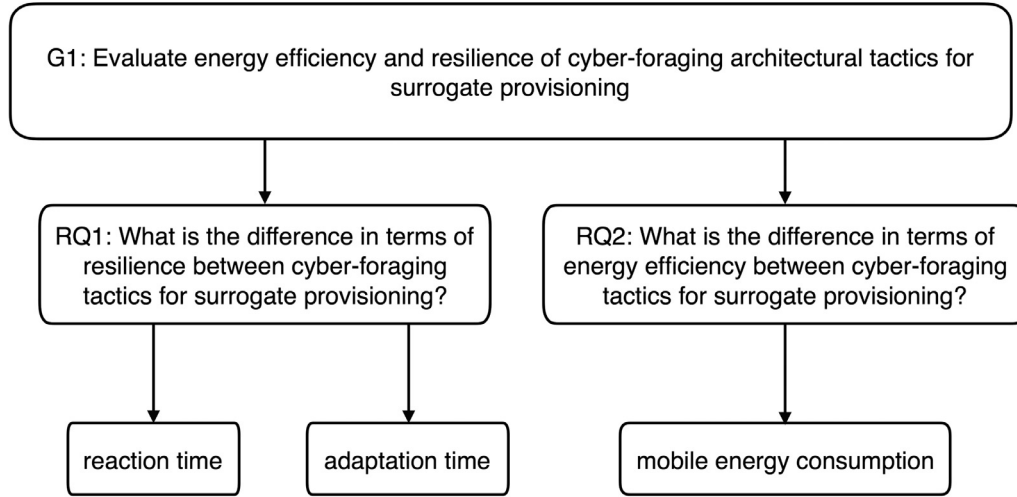 G1: Evaluate energy efficiency and resilience of cyber-foraging architectural tactics for
surrogate provisioning
RQ1: What is the difference in terms of
resilience between cyber-foraging
tactics for surrogate provisioning?
RQ2: What is the difference in terms of
energy efficiency between cyber-foraging
tactics for surrogate provisioning?
reaction time
adaptation time
mobile energy consumption